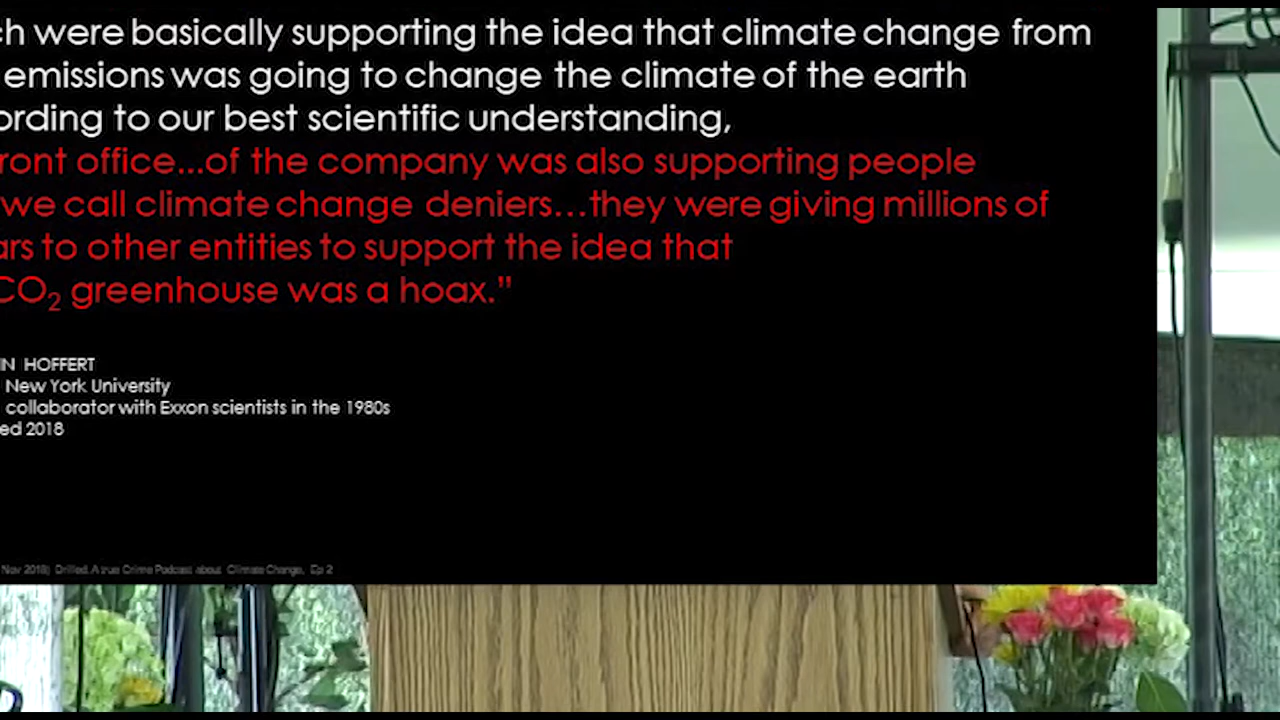 ch were basically supporting the idea that climate change from
emissions was going to change the climate of the earth
ording to our best scientific understanding,
ront office...of the company was also supporting people
we call climate change deniers...they were giving millions of
ars to other entities to support the idea that
CO₂ greenhouse was a hoax.”
IN HOFFERT
New York University
collaborator with Exxon scientists in the 1980s
ed 2018
Nov 2018; Drilled. A true Crime Podcast about Climate Change, Ep 2